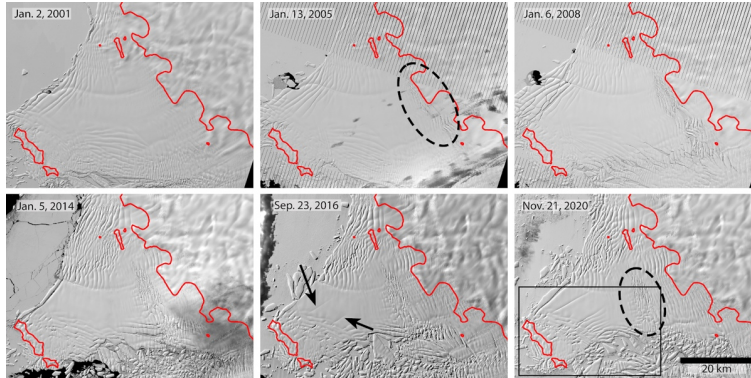 Jan. 2, 2001
Jan. 13, 2005
Jan. 6, 2008
Jan. 5, 2014
Sep. 23, 2016
Nov. 21, 2020
20 km